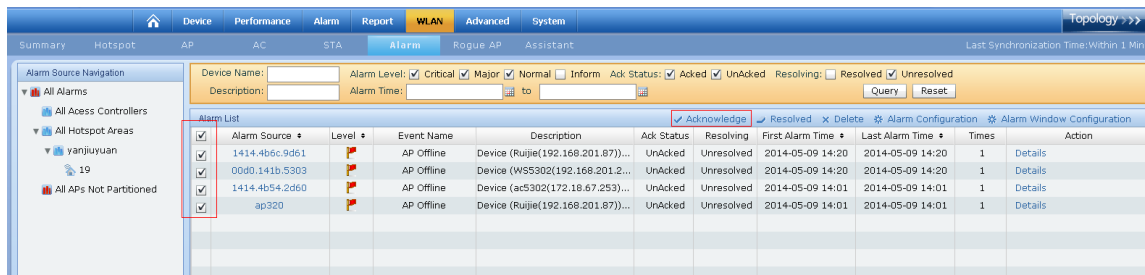 Device Performance Alarm Report WLAN Advanced System Topology >>>
Summary Hotspot AP AC STA Alarm Rogue AP Assistant Last Synchronization Time:Within 1 Min
Alarm Source Navigation
All Alarms
All Acess Controllers
All Hotspot Areas
yanjiuyuan
19
All APs Not Partitioned
Device Name: Alarm Level: Critical Major Normal Inform Ack Status: Acked UnAcked Resolving: Resolved Unresolved
Description: Alarm Time: to Query Reset
Alarm List Acknowledge Resolved Delete Alarm Configuration Alarm Window Configuration
Alarm Source Level Event Name Description Ack Status Resolving First Alarm Time Last Alarm Time Times Action
1414.4b6c.9d61 AP Offline Device (Ruijie(192.168.201.87))... UnAcked Unresolved 2014-05-09 14:20 2014-05-09 14:20 1 Details
00d0.141b.5303 AP Offline Device (WS5302(192.168.201.2... UnAcked Unresolved 2014-05-09 14:20 2014-05-09 14:20 1 Details
1414.4b54.2d60 AP Offline Device (ac5302(172.18.67.253)... UnAcked Unresolved 2014-05-09 14:01 2014-05-09 14:01 1 Details
ap320 AP Offline Device (Ruijie(192.168.201.87))... UnAcked Unresolved 2014-05-09 14:01 2014-05-09 14:01 1 Details